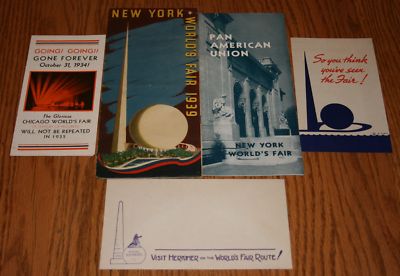 GOING! GOING!!
GONE FOREVER
October 31, 1934!
The Glorious
CHICAGO WORLD'S FAIR
WILL NOT BE REPEATED
IN 1935
NEW YORK WORLD'S FAIR 1939
PAN
AMERICAN
UNION
NEW YORK
WORLD'S FAIR
So you think
you've seen
the Fair!
VISIT HERKIMER ON THE WORLD'S FAIR ROUTE!